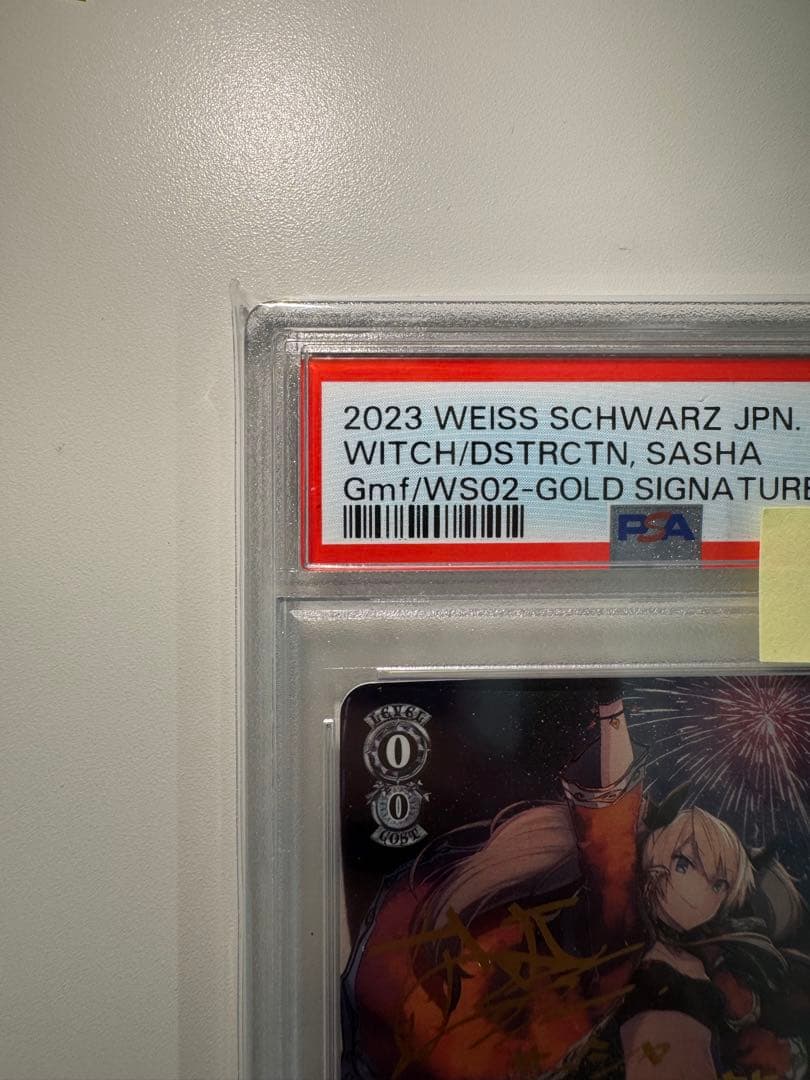 2023 WEISS SCHWARZ JPN.
WITCH/DSTRCTN, SASHA
Gmf/WS02-GOLD SIGNATURE
PSA
LEVEL
0
0
COST